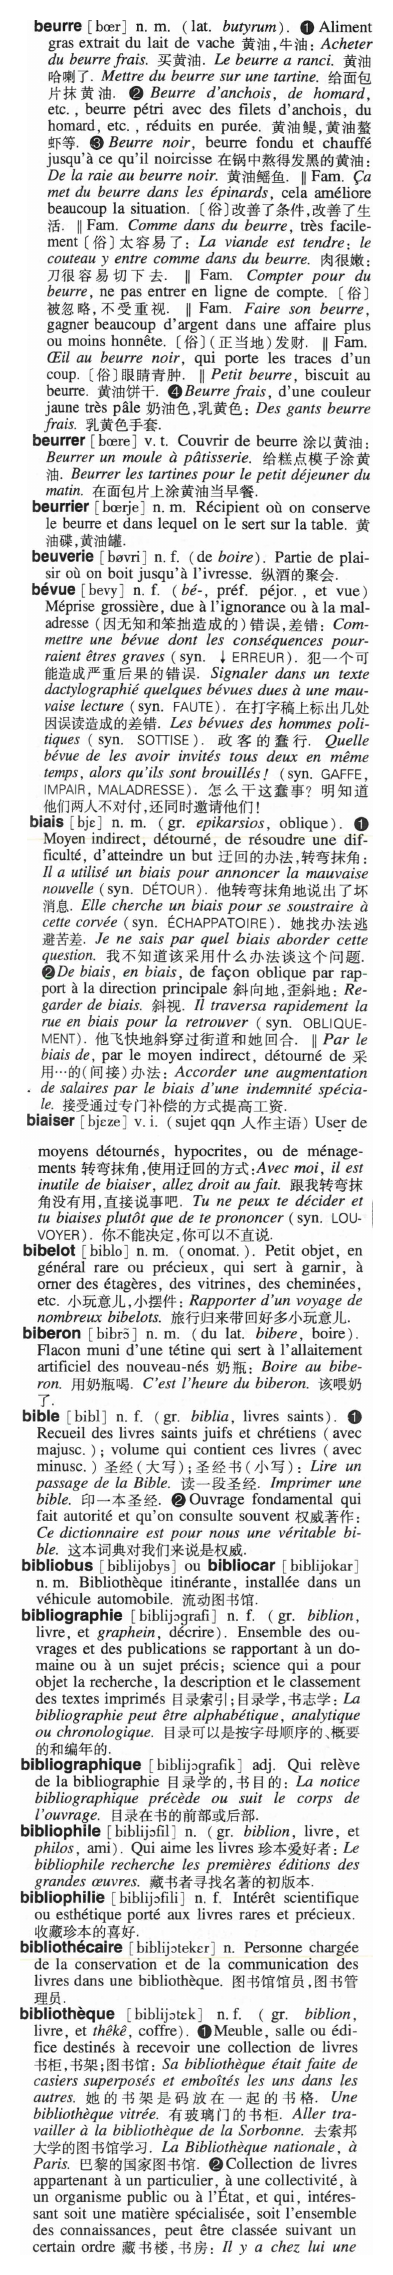 beurre [bœr] n. m. (lat. butyrum). ❶ Aliment
gras extrait du lait de vache 黄油,牛油: Acheter
du beurre frais. 买黄油. Le beurre a ranci. 黄油
哈喇了. Mettre du beurre sur une tartine. 给面包
片抹黄油. ❷ Beurre d'anchois, de homard,
etc., beurre pétri avec des filets d'anchois, du
homard, etc., réduits en purée. 黄油鳀,黄油螯
虾等. ❸ Beurre noir, beurre fondu et chauffé
jusqu'à ce qu'il noircisse 在锅中熬得发黑的黄油:
De la raie au beurre noir. 黄油鳐鱼. ‖ Fam. Ça
met du beurre dans les épinards, cela améliore
beaucoup la situation. 〔俗〕改善了条件,改善了生
活. ‖ Fam. Comme dans du beurre, très facile-
ment〔俗〕太容易了: La viande est tendre: le
couteau y entre comme dans du beurre. 肉很嫩:
刀很容易切下去. ‖ Fam. Compter pour du
beurre, ne pas entrer en ligne de compte. 〔俗〕
被忽略,不受重视. ‖ Fam. Faire son beurre,
gagner beaucoup d'argent dans une affaire plus
ou moins honnête. 〔俗〕(正当地)发财. ‖ Fam.
Œil au beurre noir, qui porte les traces d'un
coup. 〔俗〕眼睛青肿. ‖ Petit beurre, biscuit au
beurre. 黄油饼干. ❹ Beurre frais, d'une couleur
jaune très pâle 奶油色,乳黄色: Des gants beurre
frais. 乳黄色手套.
beurrer [bœre] v. t. Couvrir de beurre 涂以黄油:
Beurrer un moule à pâtisserie. 给糕点模子涂黄
油. Beurrer les tartines pour le petit déjeuner du
matin. 在面包片上涂黄油当早餐.
beurrier [bœrje] n. m. Récipient où on conserve
le beurre et dans lequel on le sert sur la table. 黄
油碟,黄油罐.
beuverie [bøvri] n. f. (de boire). Partie de plai-
sir où on boit jusqu'à l'ivresse. 纵酒的聚会.
bévue [bevy] n. f. (bé-, préf. péjor., et vue)
Méprise grossière, due à l'ignorance ou à la mal-
adresse (因无知和笨拙造成的)错误,差错: Com-
mettre une bévue dont les conséquences pour-
raient êtres graves (syn. ↓ ERREUR). 犯一个可
能造成严重后果的错误. Signaler dans un texte
dactylographié quelques bévues dues à une mau-
vaise lecture (syn. FAUTE). 在打字稿上标出几处
因误读造成的差错. Les bévues des hommes poli-
tiques (syn. SOTTISE). 政客的蠢行. Quelle
bévue de les avoir invités tous deux en même
temps, alors qu'ils sont brouillés! (syn. GAFFE,
IMPAIR, MALADRESSE). 怎么干这蠢事? 明知道
他们两人不对付,还同时邀请他们!
biais [bjɛ] n. m. (gr. epikarsios, oblique). ❶
Moyen indirect, détourné, de résoudre une dif-
ficulté, d'atteindre un but 迂回的办法,转弯抹角:
Il a utilisé un biais pour annoncer la mauvaise
nouvelle (syn. DÉTOUR). 他转弯抹角地说出了坏
消息. Elle cherche un biais pour se soustraire à
cette corvée (syn. ÉCHAPPATOIRE). 她找办法逃
避苦差. Je ne sais par quel biais aborder cette
question. 我不知道该采用什么办法谈这个问题.
❷ De biais, en biais, de façon oblique par rap-
port à la direction principale 斜向地,歪斜地: Re-
garder de biais. 斜视. Il traversa rapidement la
rue en biais pour la retrouver (syn. OBLIQUE-
MENT). 他飞快地斜穿过街道和她回合. ‖ Par le
biais de, par le moyen indirect, détourné de 采
用…的(间接)办法: Accorder une augmentation
de salaires par le biais d'une indemnité spécia-
le. 接受通过专门补偿的方式提高工资.
biaiser [bjɛze] v. i. (sujet qqn 人作主语) User de
moyens détournés, hypocrites, ou de ménage-
ments 转弯抹角,使用迂回的方式: Avec moi, il est
inutile de biaiser, allez droit au fait. 跟我转弯抹
角没有用,直接说事吧. Tu ne peux te décider et
tu biaises plutôt que de te prononcer (syn. LOU-
VOYER). 你不能决定,你可以不直说.
bibelot [biblo] n. m. (onomat.). Petit objet, en
général rare ou précieux, qui sert à garnir, à
orner des étagères, des vitrines, des cheminées,
etc. 小玩意儿,小摆件: Rapporter d'un voyage de
nombreux bibelots. 旅行归来带回好多小玩意儿.
biberon [bibrɔ̃] n. m. (du lat. bibere, boire).
Flacon muni d'une tétine qui sert à l'allaitement
artificiel des nouveau-nés 奶瓶: Boire au bibe-
ron. 用奶瓶喝. C'est l'heure du biberon. 该喂奶
了.
bible [bibl] n. f. (gr. biblia, livres saints). ❶
Recueil des livres saints juifs et chrétiens (avec
majusc.); volume qui contient ces livres (avec
minusc.) 圣经(大写);圣经书(小写): Lire un
passage de la Bible. 读一段圣经. Imprimer une
bible. 印一本圣经. ❷ Ouvrage fondamental qui
fait autorité et qu'on consulte souvent 权威著作:
Ce dictionnaire est pour nous une véritable bi-
ble. 这本词典对我们来说是权威.
bibliobus [biblijɔbys] ou bibliocar [biblijɔkar]
n. m. Bibliothèque itinérante, installée dans un
véhicule automobile. 流动图书馆.
bibliographie [biblijɔgrafi] n. f. (gr. biblion,
livre, et graphein, décrire). Ensemble des ou-
vrages et des publications se rapportant à un do-
maine ou à un sujet précis; science qui a pour
objet la recherche, la description et le classement
des textes imprimés 目录索引;目录学,书志学: La
bibliographie peut être alphabétique, analytique
ou chronologique. 目录可以是按字母顺序的、概要
的和编年的.
bibliographique [biblijɔgrafik] adj. Qui relève
de la bibliographie 目录学的,书目的: La notice
bibliographique précède ou suit le corps de
l'ouvrage. 目录在书的前部或后部.
bibliophile [biblijɔfil] n. (gr. biblion, livre, et
philos, ami). Qui aime les livres 珍本爱好者: Le
bibliophile recherche les premières éditions des
grandes œuvres. 藏书者寻找名著的初版本.
bibliophilie [biblijɔfili] n. f. Intérêt scientifique
ou esthétique porté aux livres rares et précieux.
收藏珍本的喜好.
bibliothécaire [biblijɔtekɛr] n. Personne chargée
de la conservation et de la communication des
livres dans une bibliothèque. 图书馆馆员,图书管
理员.
bibliothèque [biblijɔtɛk] n. f. (gr. biblion,
livre, et thêkê, coffre). ❶ Meuble, salle ou édi-
fice destinés à recevoir une collection de livres
书柜,书架;图书馆: Sa bibliothèque était faite de
casiers superposés et emboîtés les uns dans les
autres. 她的书架是码放在一起的书格. Une
bibliothèque vitrée. 有玻璃门的书柜. Aller tra-
vailler à la bibliothèque de la Sorbonne. 去索邦
大学的图书馆学习. La Bibliothèque nationale, à
Paris. 巴黎的国家图书馆. ❷ Collection de livres
appartenant à un particulier, à une collectivité, à
un organisme public ou à l'État, et qui, intéres-
sant soit une matière spécialisée, soit l'ensemble
des connaissances, peut être classée suivant un
certain ordre 藏书楼,书房: Il y a chez lui une